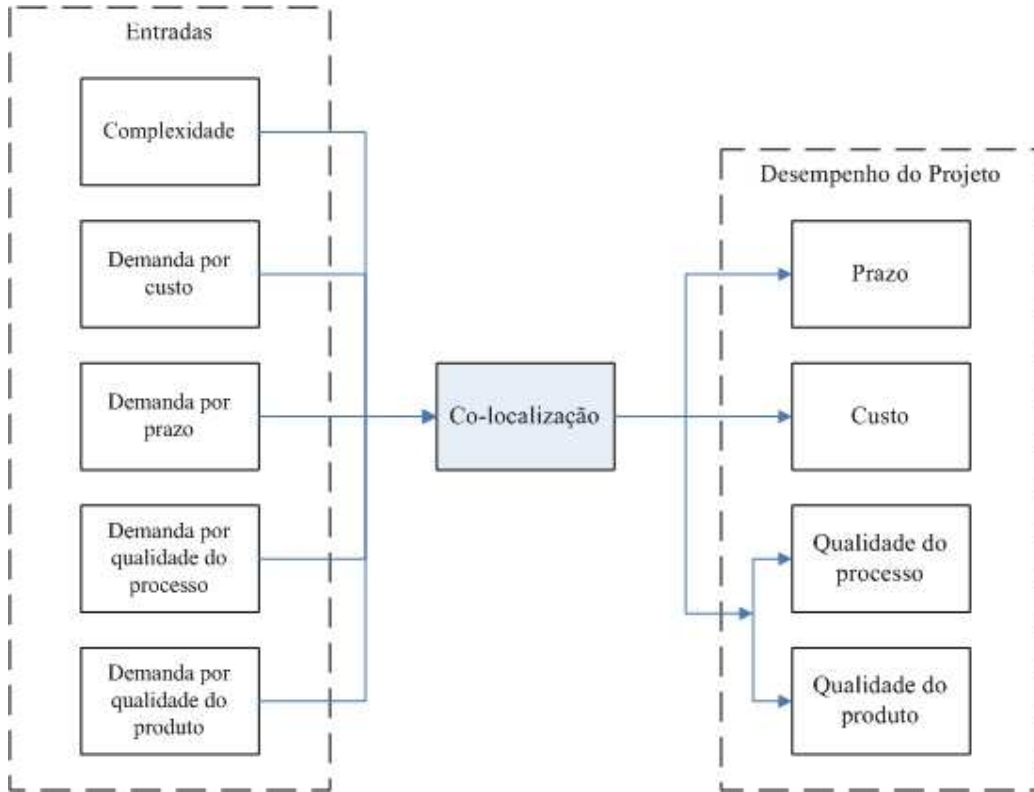 Entradas
Complexidade
Demanda por
custo
Demanda por
prazo
Demanda por
qualidade do
processo
Demanda por
qualidade do
produto
Co-localização
Desempenho do Projeto
Prazo
Custo
Qualidade do
processo
Qualidade do
produto